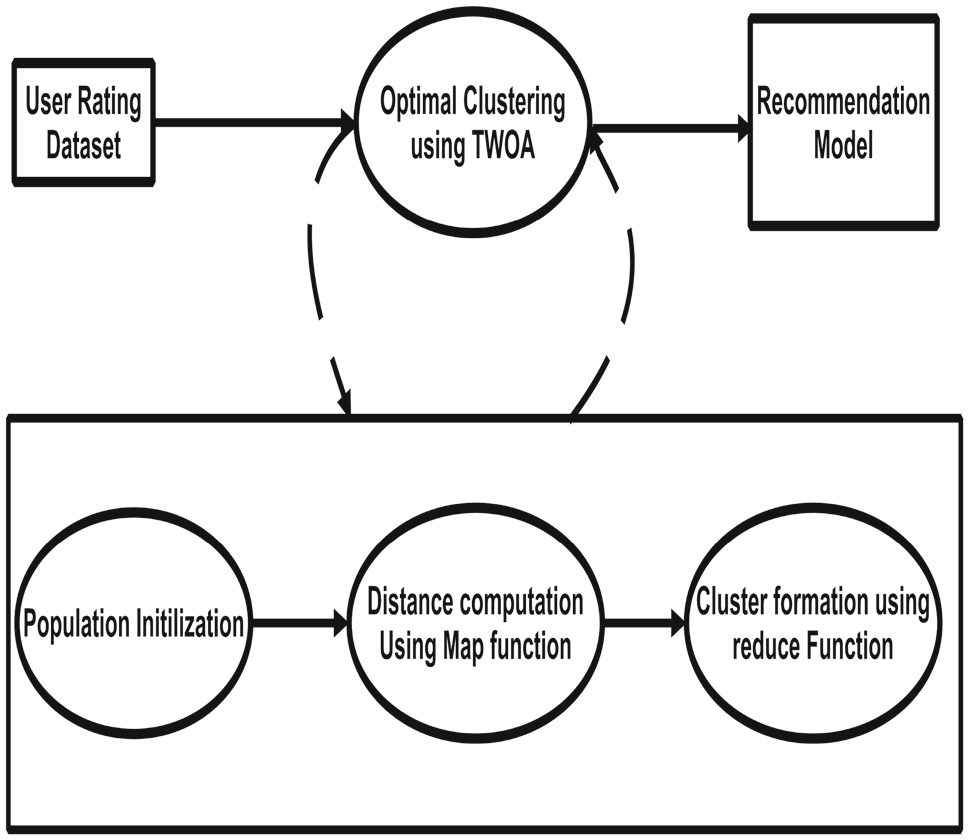 User Rating
Dataset
Optimal Clustering
using TWOA
Recommendation
Model
Population Initilization
Distance computation
Using Map function
Cluster formation using
reduce Function